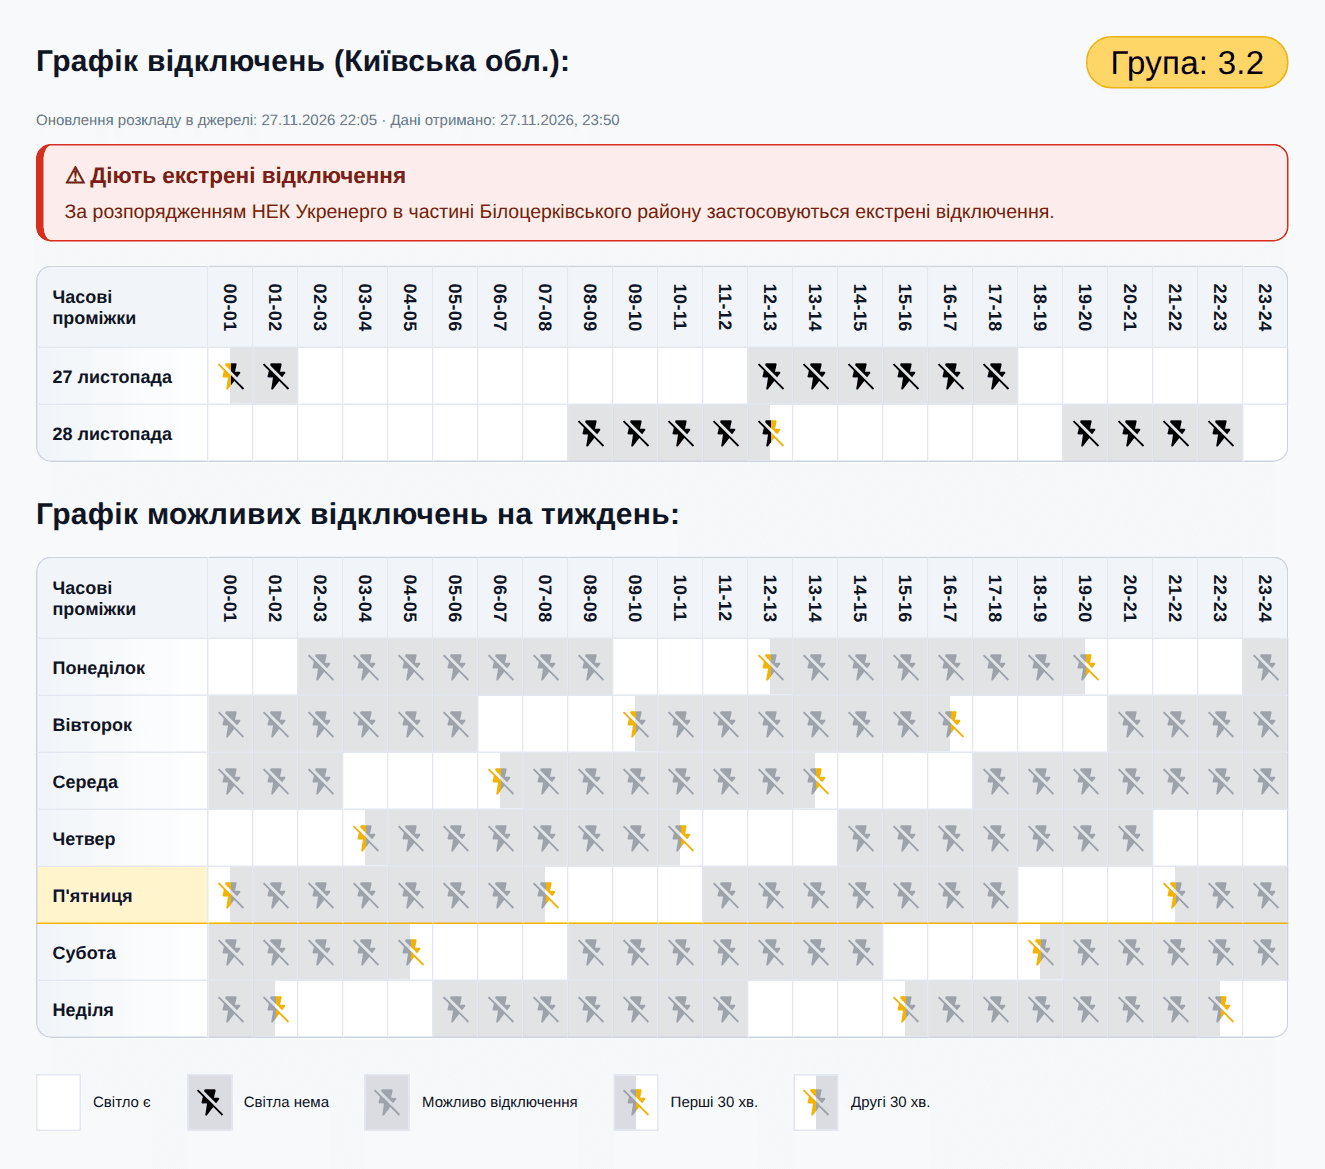 Графік відключень (Київська обл.):
Група: 3.2
Оновлення розкладу в джерелі: 27.11.2026 22:05 · Дані отримано: 27.11.2026, 23:50
⚠ Діють екстрені відключення
За розпорядженням НЕК Укренерго в частині Білоцерківського району застосовуються екстрені відключення.
Часові проміжки 00-01 01-02 02-03 03-04 04-05 05-06 06-07 07-08 08-09 09-10 10-11 11-12 12-13 13-14 14-15 15-16 16-17 17-18 18-19 19-20 20-21 21-22 22-23 23-24
27 листопада
28 листопада
Графік можливих відключень на тиждень:
Часові проміжки 00-01 01-02 02-03 03-04 04-05 05-06 06-07 07-08 08-09 09-10 10-11 11-12 12-13 13-14 14-15 15-16 16-17 17-18 18-19 19-20 20-21 21-22 22-23 23-24
Понеділок
Вівторок
Середа
Четвер
П'ятниця
Субота
Неділя
Світло є Світла нема Можливо відключення Перші 30 хв. Другі 30 хв.